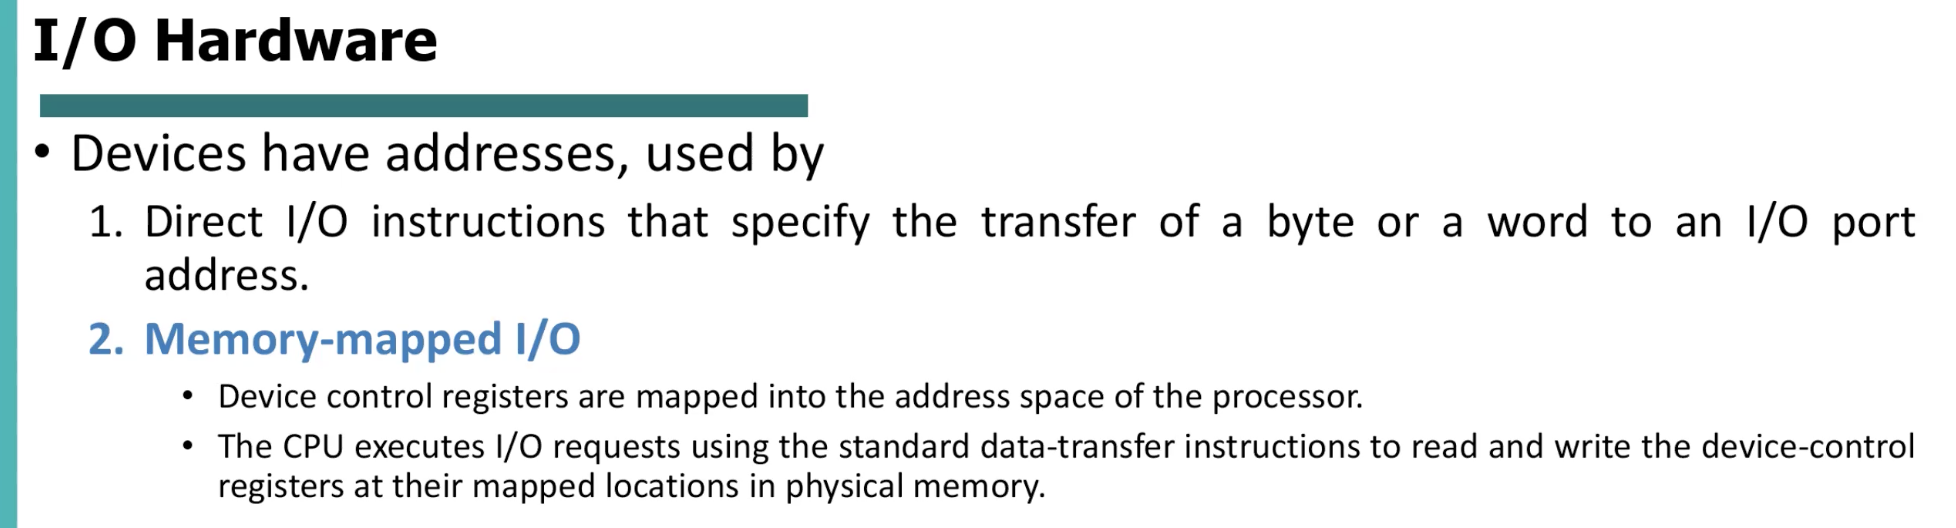 I/O Hardware
• Devices have addresses, used by
1. Direct I/O instructions that specify the transfer of a byte or a word to an I/O port
address.
2. Memory-mapped I/O
• Device control registers are mapped into the address space of the processor.
• The CPU executes I/O requests using the standard data-transfer instructions to read and write the device-control
registers at their mapped locations in physical memory.